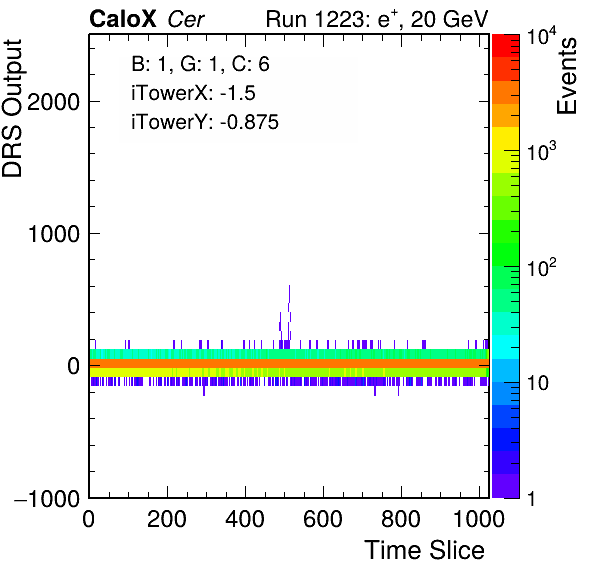 CaloX Cer Run 1223: e+, 20 GeV
B: 1, G: 1, C: 6
iTowerX: -1.5
iTowerY: -0.875
DRS Output
2000
1000
0
−1000
0 200 400 600 800 1000
Time Slice
Events
10^4
10^3
10^2
10
1